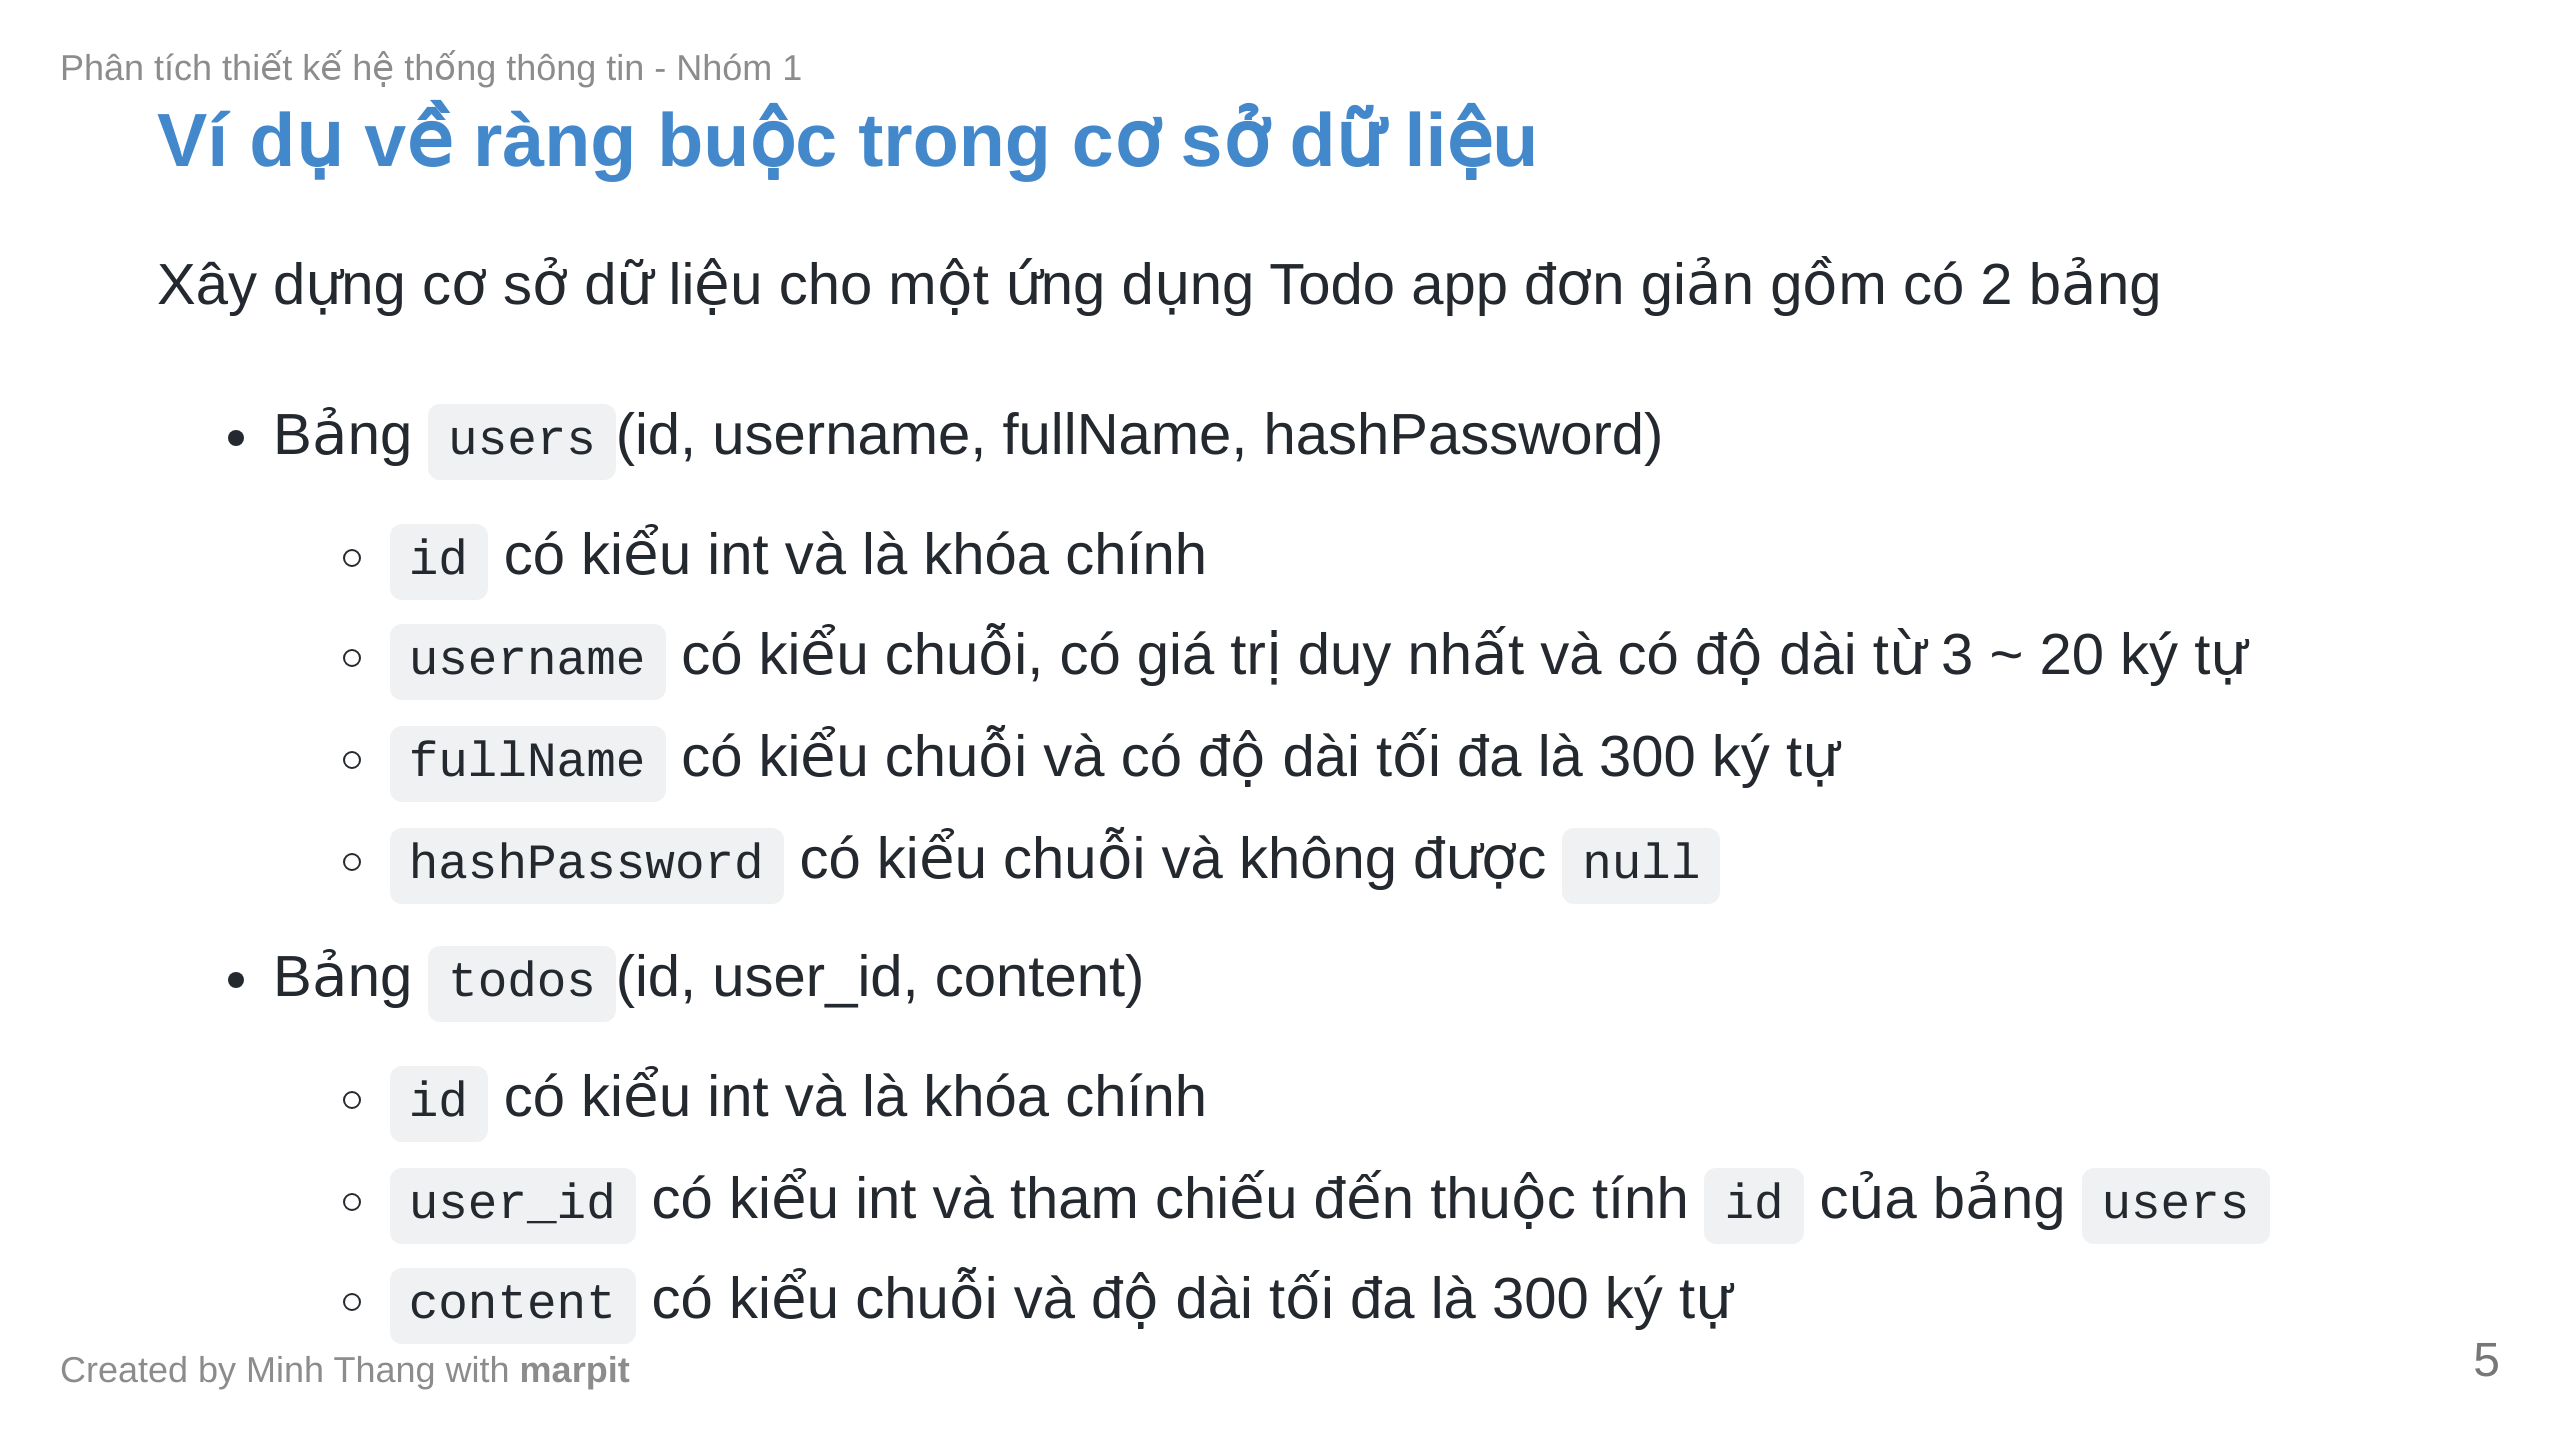 Phân tích thiết kế hệ thống thông tin - Nhóm 1
Ví dụ về ràng buộc trong cơ sở dữ liệu
Xây dựng cơ sở dữ liệu cho một ứng dụng Todo app đơn giản gồm có 2 bảng
• Bảng users(id, username, fullName, hashPassword)
◦ id có kiểu int và là khóa chính
◦ username có kiểu chuỗi, có giá trị duy nhất và có độ dài từ 3 ~ 20 ký tự
◦ fullName có kiểu chuỗi và có độ dài tối đa là 300 ký tự
◦ hashPassword có kiểu chuỗi và không được null
• Bảng todos(id, user_id, content)
◦ id có kiểu int và là khóa chính
◦ user_id có kiểu int và tham chiếu đến thuộc tính id của bảng users
◦ content có kiểu chuỗi và độ dài tối đa là 300 ký tự
Created by Minh Thang with marpit
5